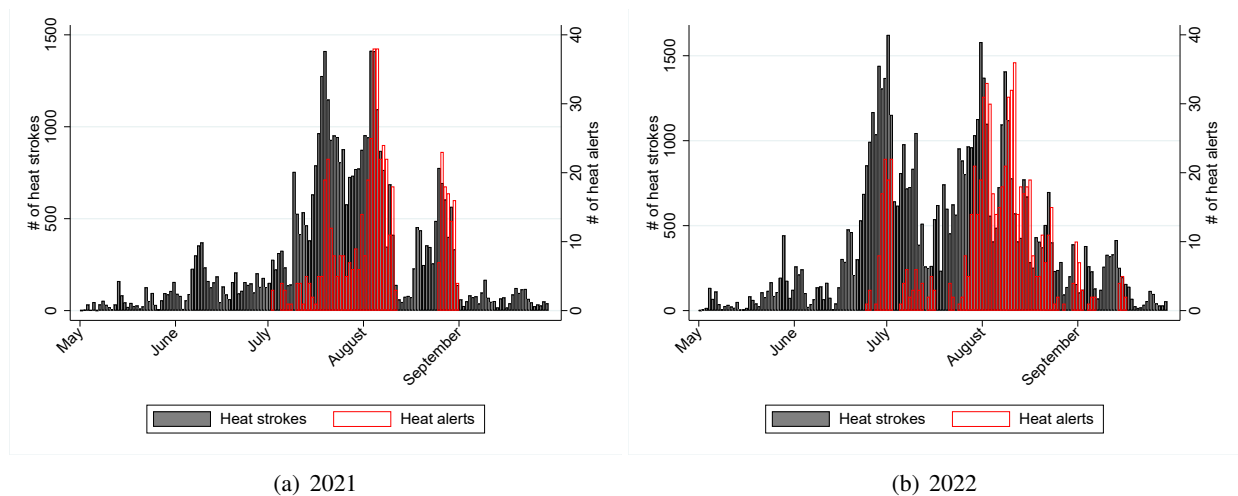 1500
1000
500
0
# of heat strokes
40
30
20
10
0
# of heat alerts
May
June
July
August
September
Heat strokes
Heat alerts
(a) 2021
1500
1000
500
0
# of heat strokes
40
30
20
10
0
# of heat alerts
May
June
July
August
September
Heat strokes
Heat alerts
(b) 2022